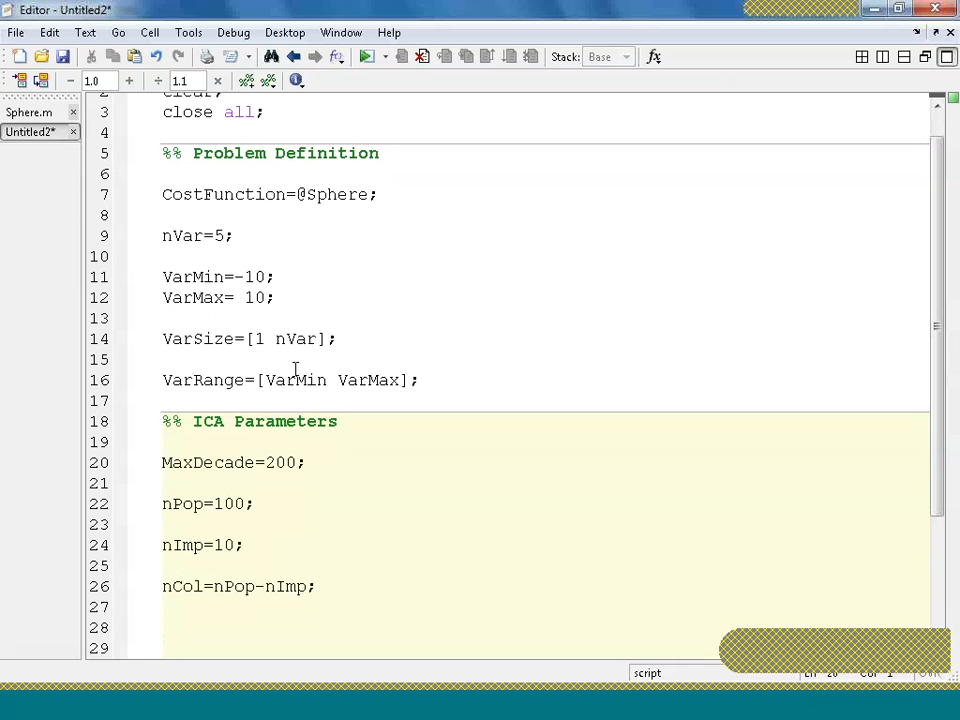 Editor - Untitled2*
File Edit Text Go Cell Tools Debug Desktop Window Help
Stack: Base fx
1.0 1.1
Sphere.m
Untitled2*
2 clear;
3 close all;
4
5 %% Problem Definition
6
7 CostFunction=@Sphere;
8
9 nVar=5;
10
11 VarMin=-10;
12 VarMax= 10;
13
14 VarSize=[1 nVar];
15
16 VarRange=[VarMin VarMax];
17
18 %% ICA Parameters
19
20 MaxDecade=200;
21
22 nPop=100;
23
24 nImp=10;
25
26 nCol=nPop-nImp;
27
28
29
script